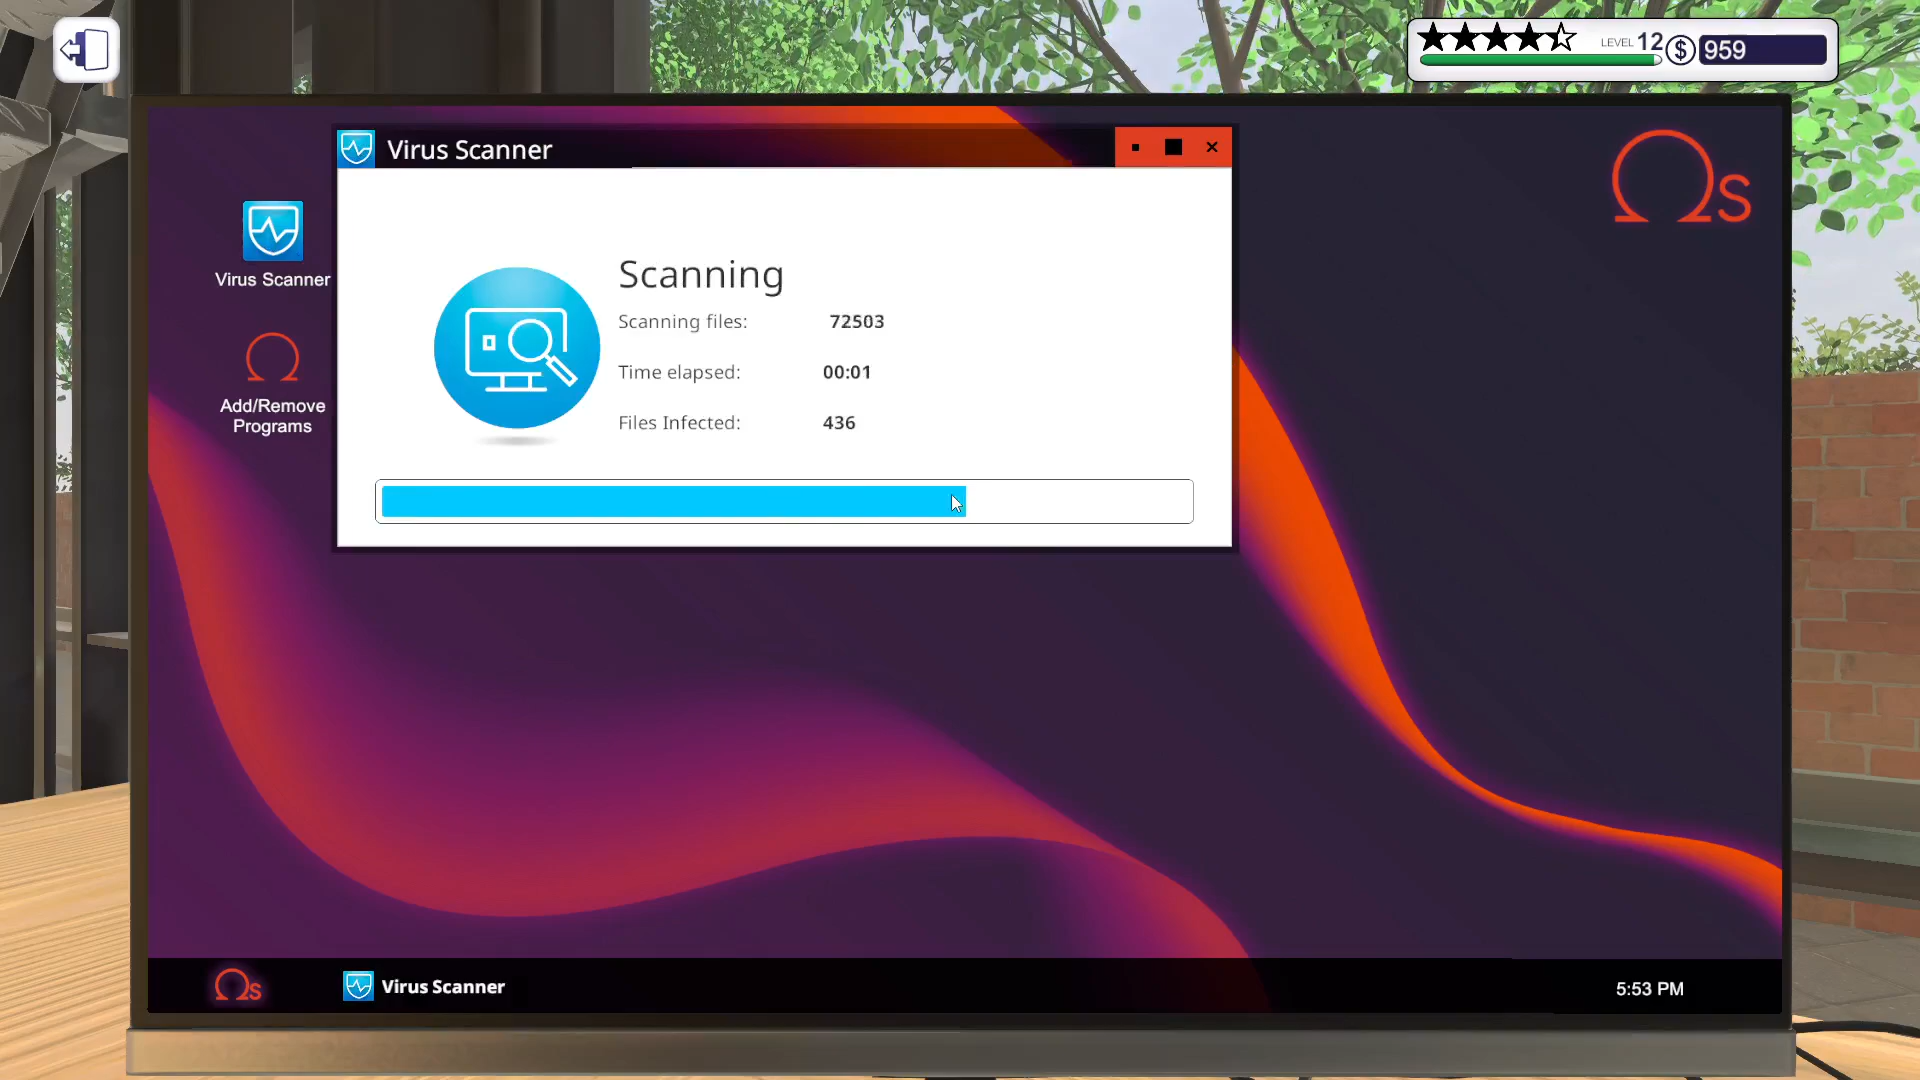 LEVEL 12
$ 959
Virus Scanner
Ωs
Virus Scanner
Scanning
Scanning files: 72503
Time elapsed: 00:01
Files Infected: 436
Add/Remove
Programs
Ωs
Virus Scanner
5:53 PM